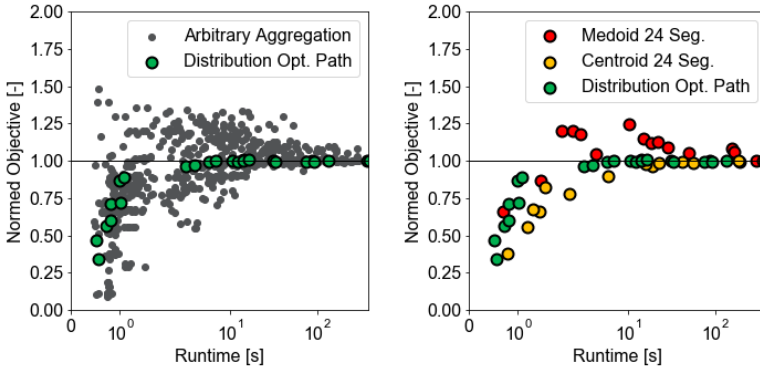 2.00
1.75
1.50
1.25
1.00
0.75
0.50
0.25
0.00
Normed Objective [-]
Arbitrary Aggregation
Distribution Opt. Path
0
10⁰
10¹
10²
Runtime [s]
2.00
1.75
1.50
1.25
1.00
0.75
0.50
0.25
0.00
Normed Objective [-]
Medoid 24 Seg.
Centroid 24 Seg.
Distribution Opt. Path
0
10⁰
10¹
10²
Runtime [s]